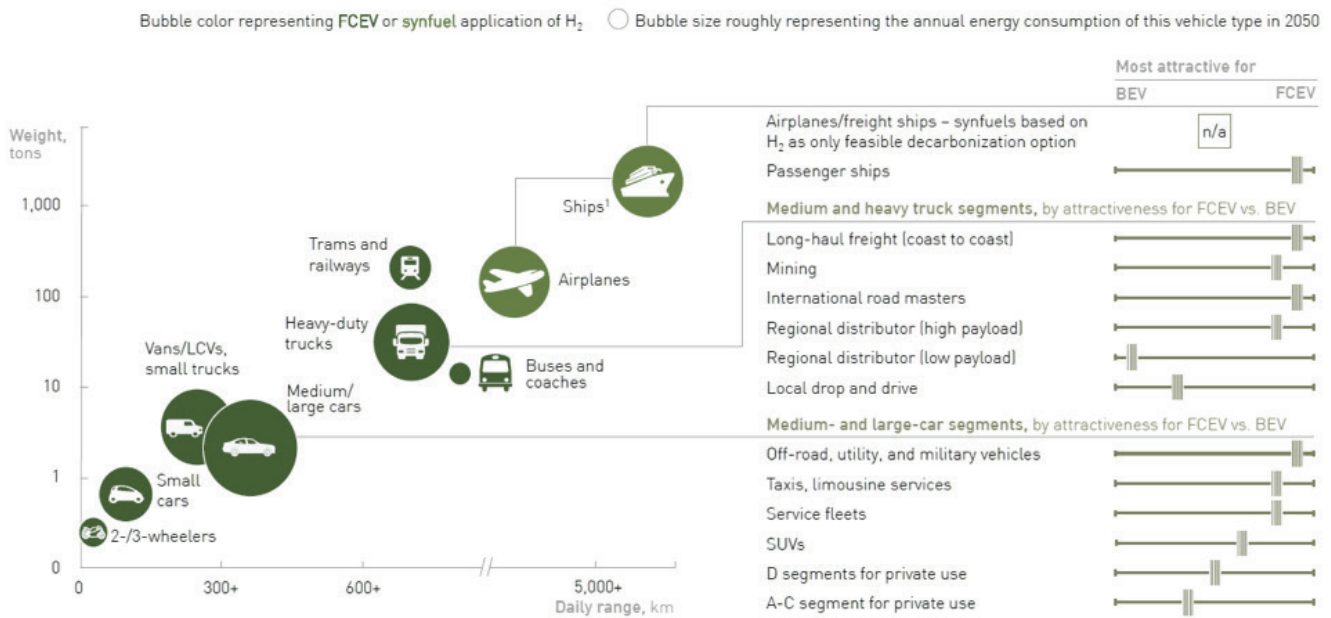 Bubble color representing FCEV or synfuel application of H₂
Bubble size roughly representing the annual energy consumption of this vehicle type in 2050
Weight,
tons
1,000
100
10
1
0
0
300+
600+
5,000+
Daily range, km
Ships¹
Airplanes
Trams and
railways
Heavy-duty
trucks
Buses and
coaches
Vans/LCVs,
small trucks
Medium/
large cars
Small
cars
2-/3-wheelers
Most attractive for
BEV
FCEV
Airplanes/freight ships – synfuels based on
H₂ as only feasible decarbonization option
n/a
Passenger ships
Medium and heavy truck segments, by attractiveness for FCEV vs. BEV
Long-haul freight (coast to coast)
Mining
International road masters
Regional distributor (high payload)
Regional distributor (low payload)
Local drop and drive
Medium- and large-car segments, by attractiveness for FCEV vs. BEV
Off-road, utility, and military vehicles
Taxis, limousine services
Service fleets
SUVs
D segments for private use
A-C segment for private use